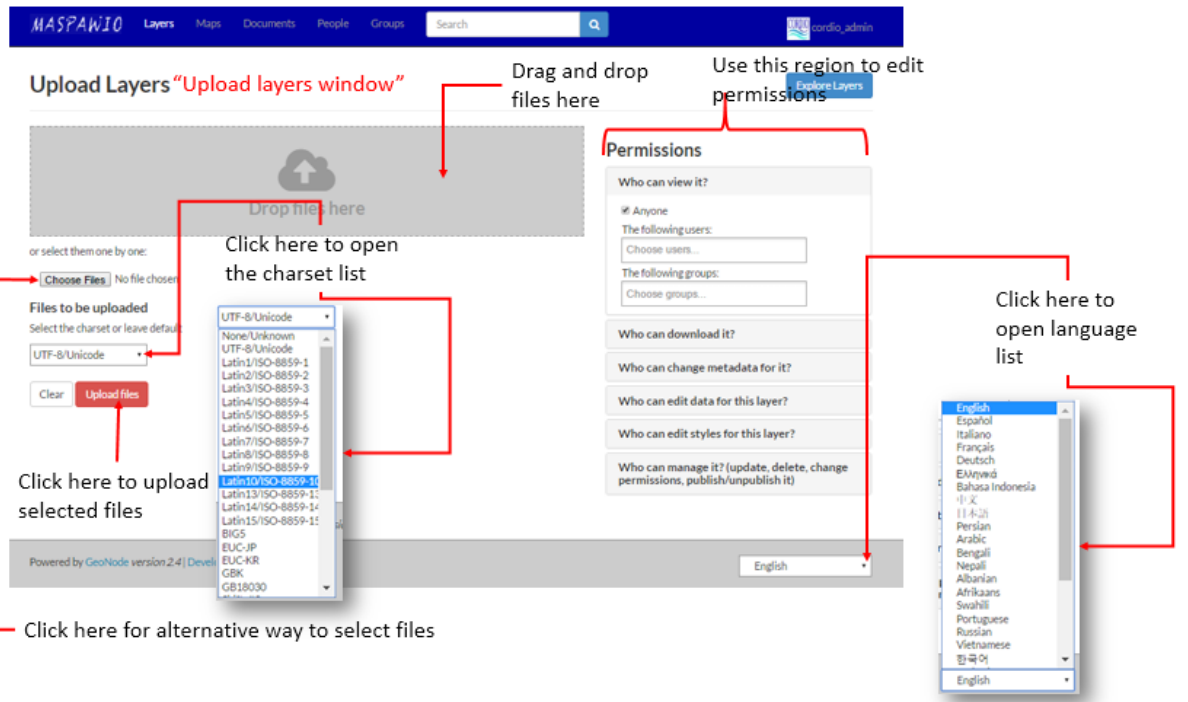 MASPAWIO Layers Maps Documents People Groups Search cordio_admin
Upload Layers "Upload layers window"
Drag and drop
files here
Use this region to edit
permissions
Explore Layers
Drop files here
or select them one by one:
Choose Files No file chosen
Files to be uploaded
Select the charset or leave default
UTF-8/Unicode
Clear Upload files
Click here to upload
selected files
Click here to open
the charset list
UTF-8/Unicode
None/Unknown
UTF-8/Unicode
Latin1/ISO-8859-1
Latin2/ISO-8859-2
Latin3/ISO-8859-3
Latin4/ISO-8859-4
Latin5/ISO-8859-5
Latin6/ISO-8859-6
Latin7/ISO-8859-7
Latin8/ISO-8859-8
Latin9/ISO-8859-9
Latin10/ISO-8859-10
Latin13/ISO-8859-13
Latin14/ISO-8859-14
Latin15/ISO-8859-15
BIG5
EUC-JP
EUC-KR
GBK
GB18030
Permissions
Who can view it?
Anyone
The following users:
Choose users...
The following groups:
Choose groups...
Who can download it?
Who can change metadata for it?
Who can edit data for this layer?
Who can edit styles for this layer?
Who can manage it? (update, delete, change
permissions, publish/unpublish it)
Click here to
open language
list
English
Español
Italiano
Français
Deutsch
Ελληνικά
Bahasa Indonesia
中文
日本語
Persian
Arabic
Bengali
Nepali
Albanian
Afrikaans
Swahili
Portuguese
Russian
Vietnamese
한국어
English
Powered by GeoNode version 2.4 | Devel
English
Click here for alternative way to select files